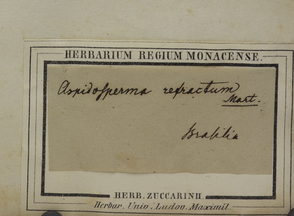 HERBARIUM REGIUM MONACENSE.
Aspidosperma refractum
Mart.
Brasilia
HERB. ZUCCARINII
Herbar. Univ. Ludov. Maximil.